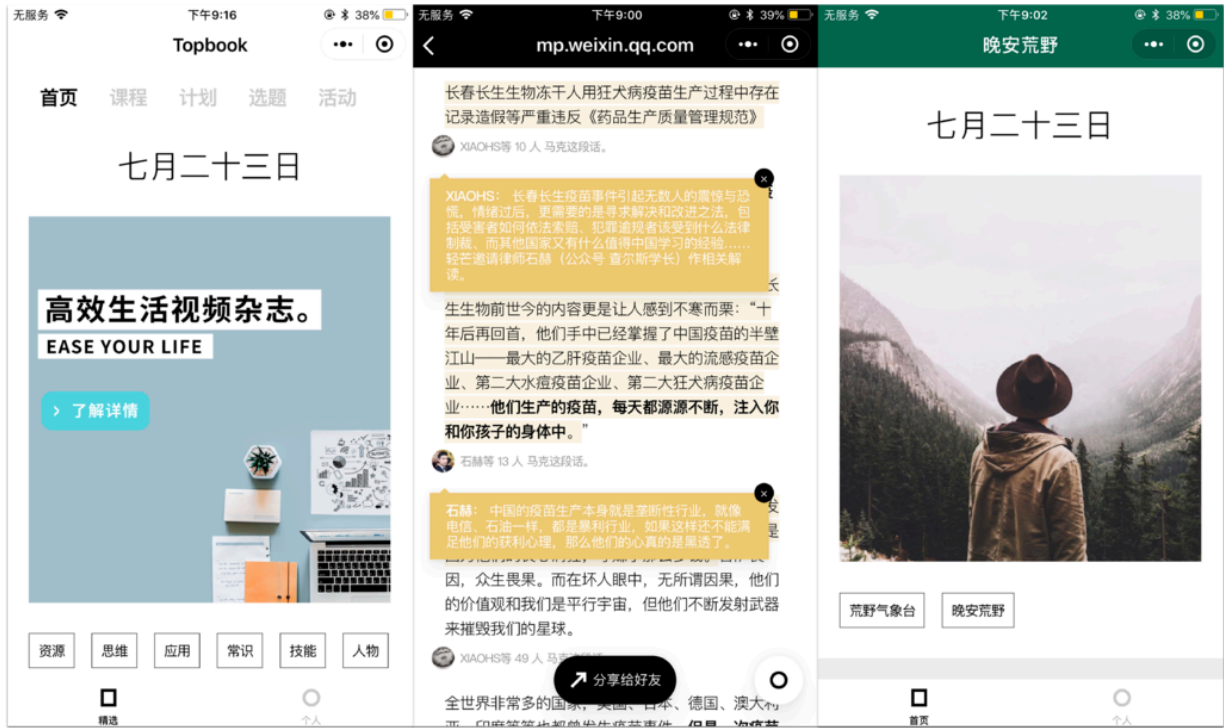 无服务
下午9:16
38%
Topbook
首页
课程
计划
选题
活动
七月二十三日
高效生活视频杂志。
EASE YOUR LIFE
> 了解详情
资源
思维
应用
常识
技能
人物
精选
个人
无服务
下午9:00
39%
mp.weixin.qq.com
长春长生生物冻干人用狂犬病疫苗生产过程中存在
记录造假等严重违反《药品生产质量管理规范》
XIAOHS等 10 人 马克这段话。
XIAOHS： 长春长生疫苗事件引起无数人的震惊与恐
慌，情绪过后，更需要的是寻求解决和改进之法，包
括受害者如何依法索赔、犯罪逾规者该受到什么法律
制裁、而其他国家又有什么值得中国学习的经验……
轻芒邀请律师石赫（公众号 查尔斯学长）作相关解
读。
长
生生物前世今的内容更是让人感到不寒而栗：“十
年后再回首，他们手中已经掌握了中国疫苗的半壁
江山——最大的乙肝疫苗企业、最大的流感疫苗企
业、第二大水痘疫苗企业、第二大狂犬病疫苗企
业……他们生产的疫苗，每天都源源不断，注入你
和你孩子的身体中。”
石赫等 13 人 马克这段话。
发
石赫： 中国的疫苗生产本身就是垄断性行业，就像
电信、石油一样，都是暴利行业，如果这样还不能满
足他们的获利心理，那么他们的心真的是黑透了。
是
因，众生畏果。而在坏人眼中，无所谓因果，他们
的价值观和我们是平行宇宙，但他们不断发射武器
来摧毁我们的星球。
XIAOHS等 49 人 马
分享给好友
全世界非常多的国家，美国、日本、德国、澳大利
无服务
下午9:02
38%
晚安荒野
七月二十三日
荒野气象台
晚安荒野
首页
个人